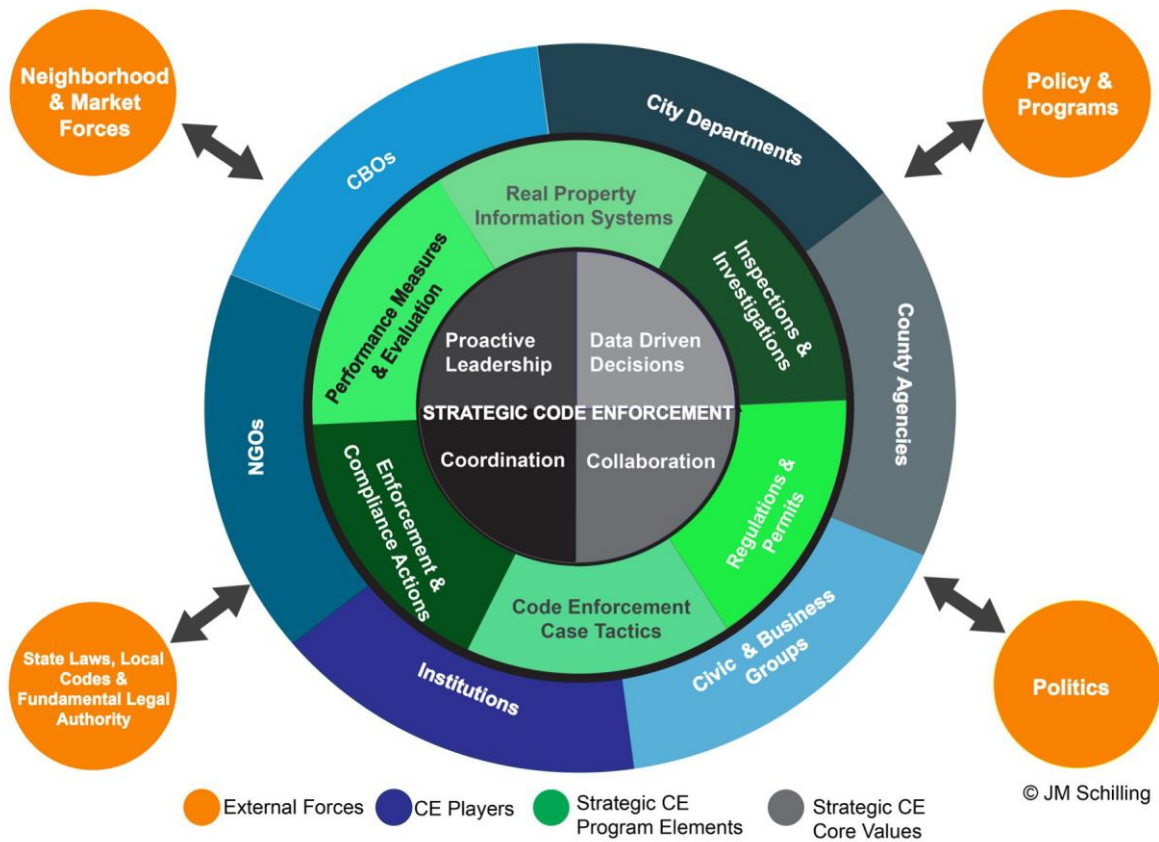 Neighborhood
& Market
Forces
Policy &
Programs
CBOs
City Departments
Real Property
Information Systems
Performance Measures
& Evaluation
Inspections &
Investigations
County Agencies
NGOs
Proactive
Leadership
Data Driven
Decisions
STRATEGIC CODE ENFORCEMENT
Coordination
Collaboration
Enforcement &
Compliance Actions
Regulations &
Permits
Code Enforcement
Case Tactics
Institutions
Civic & Business
Groups
State Laws, Local
Codes &
Fundamental Legal
Authority
Politics
External Forces
CE Players
Strategic CE
Program Elements
Strategic CE
Core Values
© JM Schilling